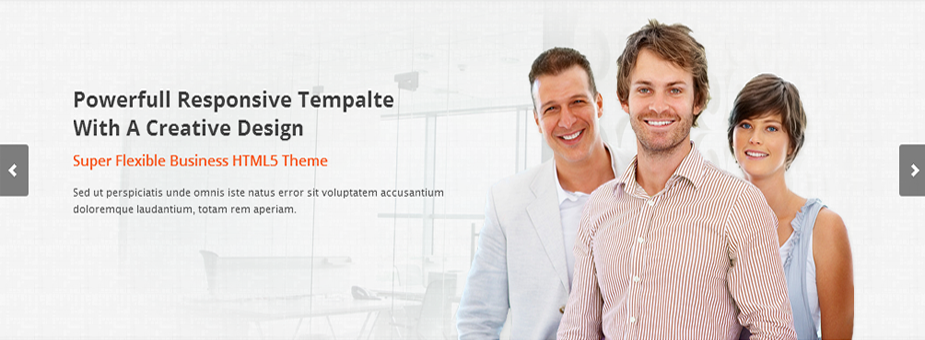 Powerfull Responsive Tempalte
With A Creative Design
Super Flexible Business HTML5 Theme
Sed ut perspiciatis unde omnis iste natus error sit voluptatem accusantium
doloremque laudantium, totam rem aperiam.